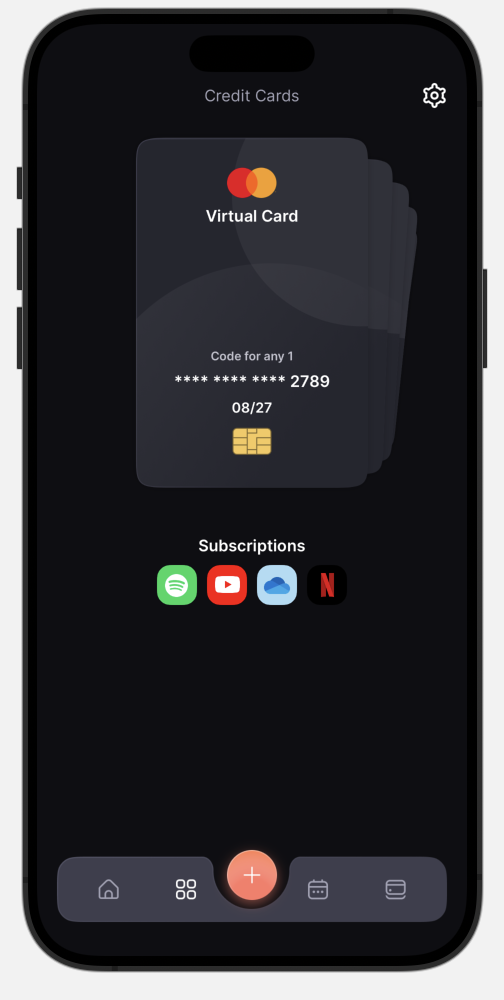 Credit Cards
Virtual Card
Code for any 1
**** **** **** 2789
08/27
Subscriptions
N